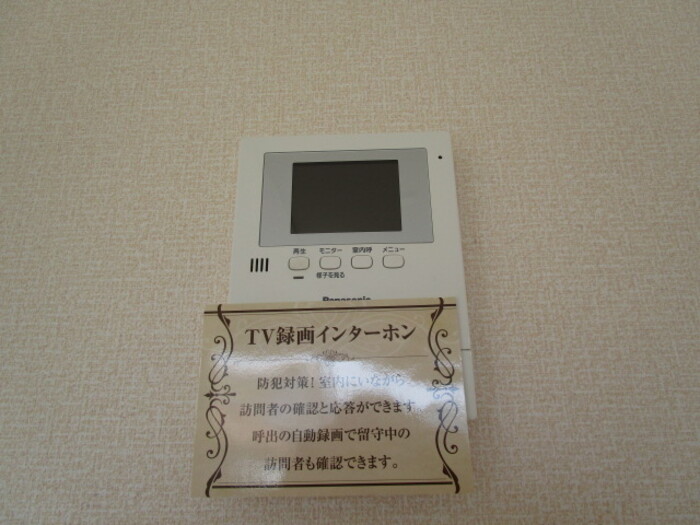 再生 モニター 室内呼 メニュー
様子を見る
Panasonic
TV録画インターホン
防犯対策!室内にいながら
訪問者の確認と応答ができます。
呼出の自動録画で留守中の
訪問者も確認できます。